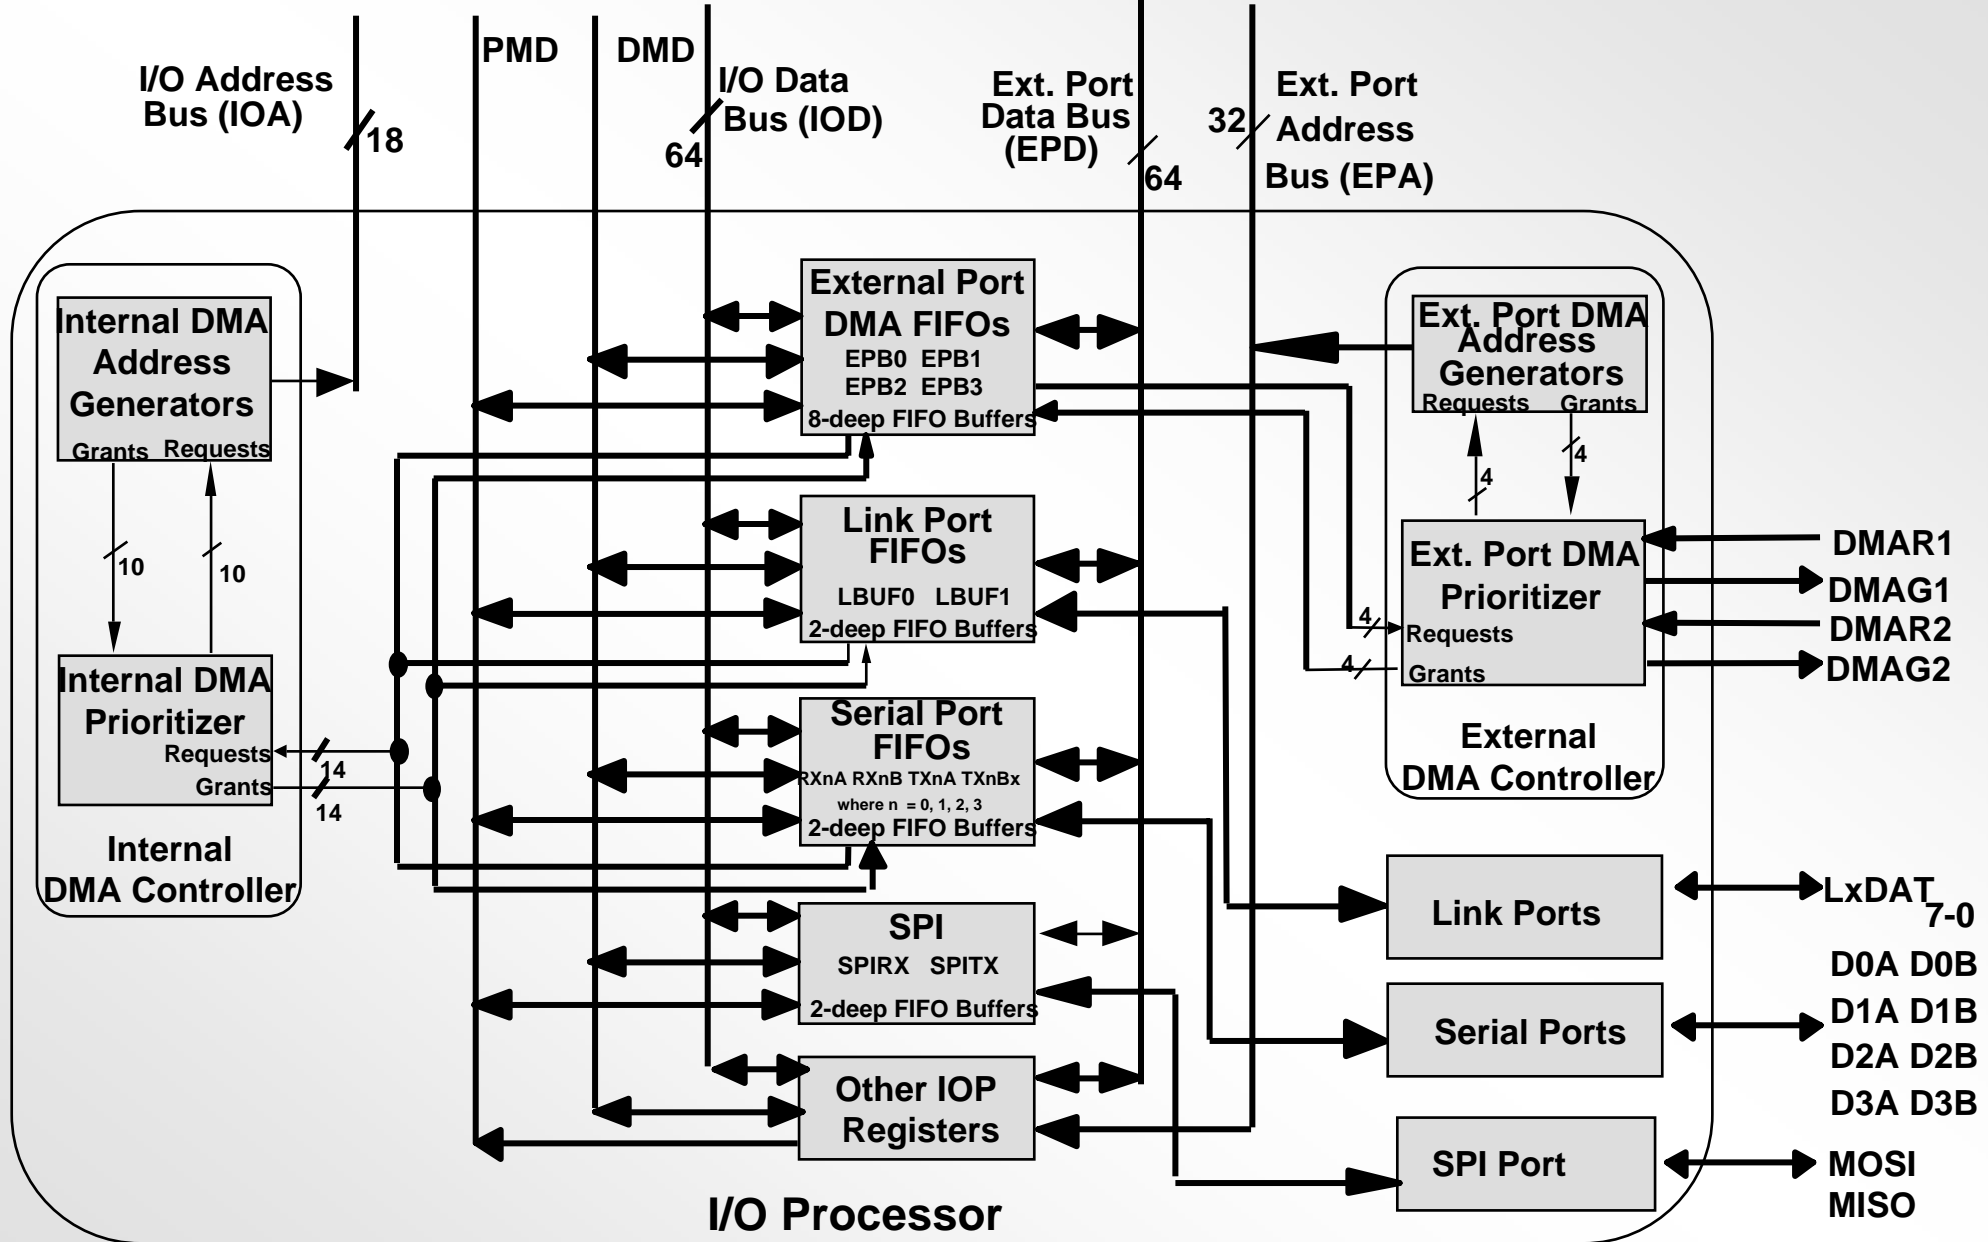 PMD
DMD
I/O Address
Bus (IOA)
18
I/O Data
Bus (IOD)
64
Ext. Port
Data Bus
(EPD)
64
32
Ext. Port
Address
Bus (EPA)
Internal DMA
Address
Generators
Grants Requests
10
10
Internal DMA
Prioritizer
Requests
Grants
14
14
Internal
DMA Controller
External Port
DMA FIFOs
EPB0 EPB1
EPB2 EPB3
8-deep FIFO Buffers
Link Port
FIFOs
LBUF0 LBUF1
2-deep FIFO Buffers
Serial Port
FIFOs
RXnA RXnB TXnA TXnBx
where n = 0, 1, 2, 3
2-deep FIFO Buffers
SPI
SPIRX SPITX
2-deep FIFO Buffers
Other IOP
Registers
Ext. Port DMA
Address
Generators
Requests Grants
4
4
Ext. Port DMA
Prioritizer
4
Requests
4
Grants
External
DMA Controller
DMAR1
DMAG1
DMAR2
DMAG2
Link Ports
LxDAT
7-0
Serial Ports
D0A D0B
D1A D1B
D2A D2B
D3A D3B
SPI Port
MOSI
MISO
I/O Processor